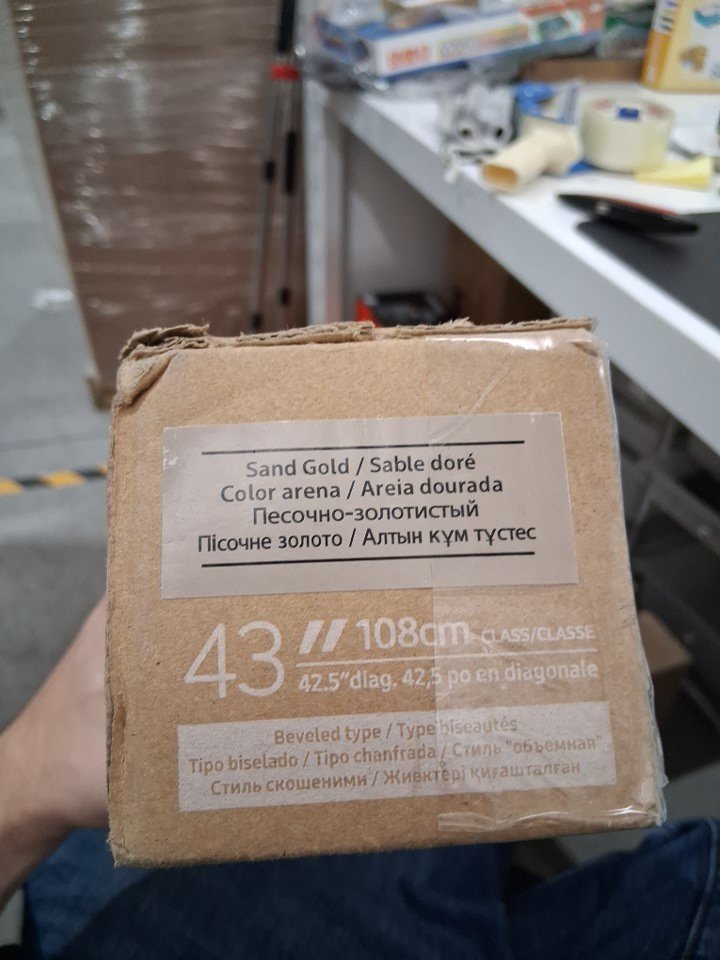 Sand Gold / Sable doré
Color arena / Areia dourada
Песочно-золотистый
Пісочне золото / Алтын құм түстес
43" 108cm CLASS/CLASSE
42.5"diag. 42,5 po en diagonale
Beveled type / Type biseautés
Tipo biselado / Tipo chanfrada / Стиль "объемная"
Стиль скошеними / Жиектері қиғашталған